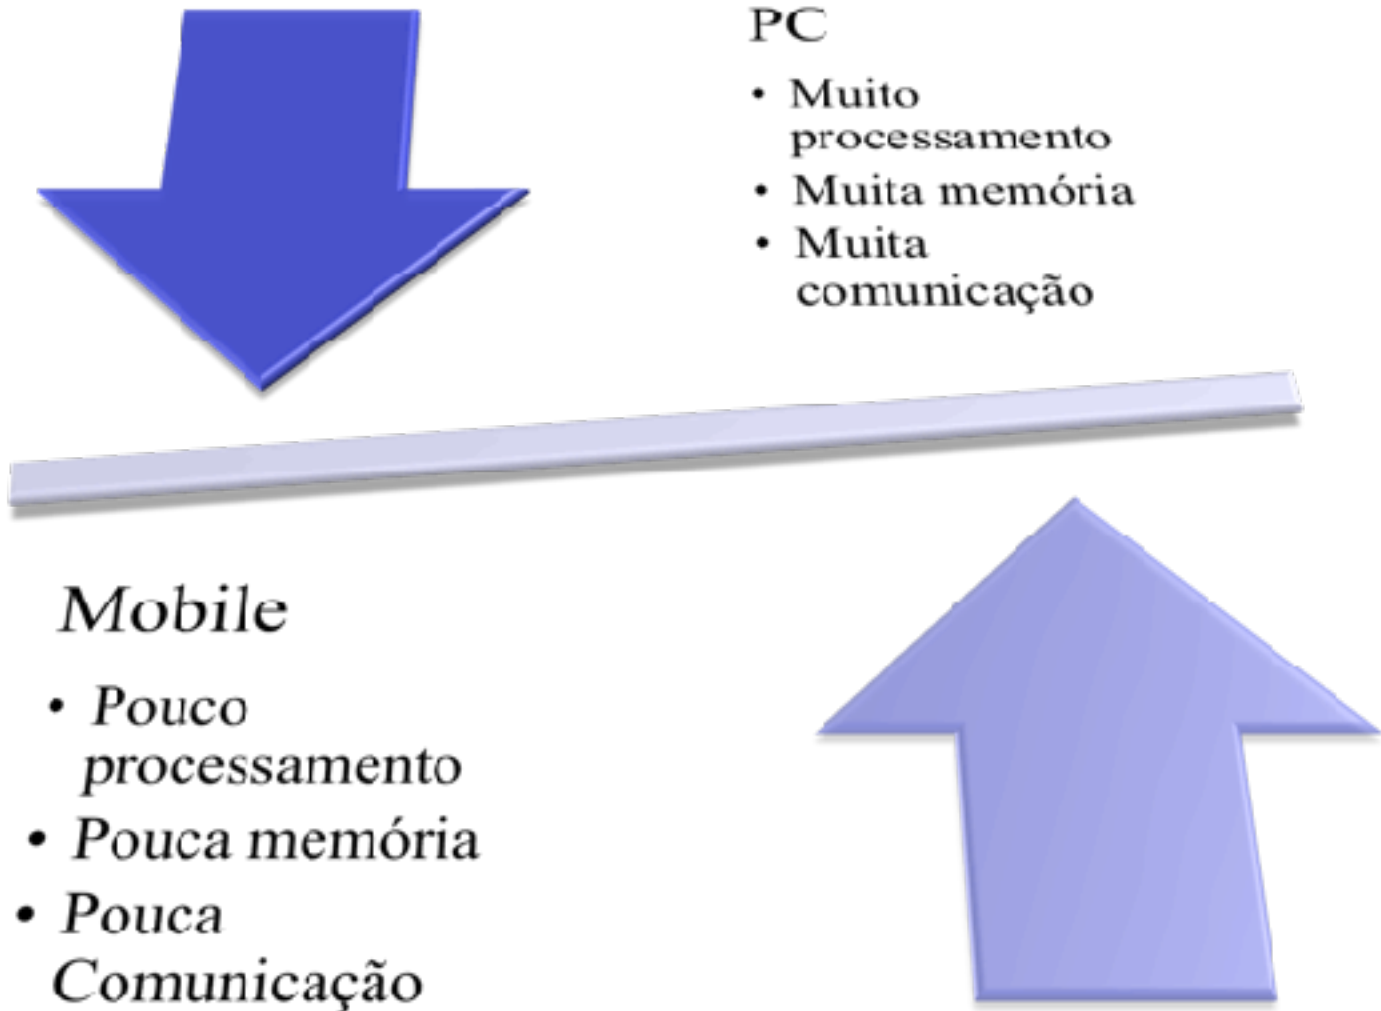 PC
• Muito
processamento
• Muita memória
• Muita
comunicação
Mobile
• Pouco
processamento
• Pouca memória
• Pouca
Comunicação